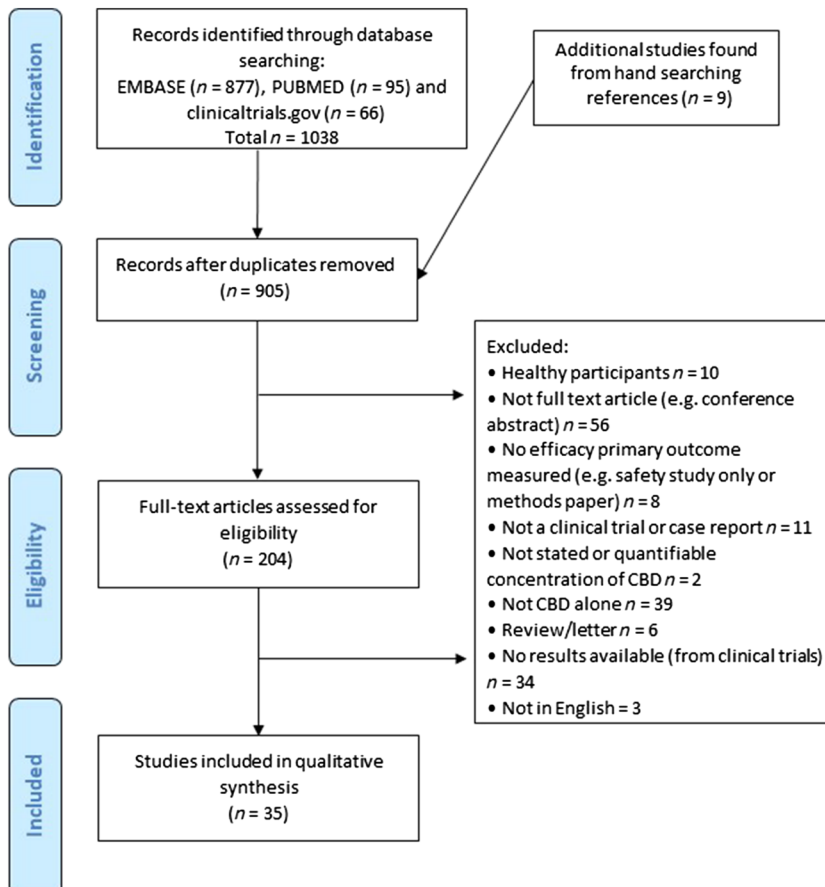 Identification
Records identified through database
searching:
EMBASE (n = 877), PUBMED (n = 95) and
clinicaltrials.gov (n = 66)
Total n = 1038
Additional studies found
from hand searching
references (n = 9)
Screening
Records after duplicates removed
(n = 905)
Excluded:
• Healthy participants n = 10
• Not full text article (e.g. conference
abstract) n = 56
• No efficacy primary outcome
measured (e.g. safety study only or
methods paper) n = 8
• Not a clinical trial or case report n = 11
• Not stated or quantifiable
concentration of CBD n = 2
• Not CBD alone n = 39
• Review/letter n = 6
• No results available (from clinical trials)
n = 34
• Not in English = 3
Eligibility
Full-text articles assessed for
eligibility
(n = 204)
Included
Studies included in qualitative
synthesis
(n = 35)